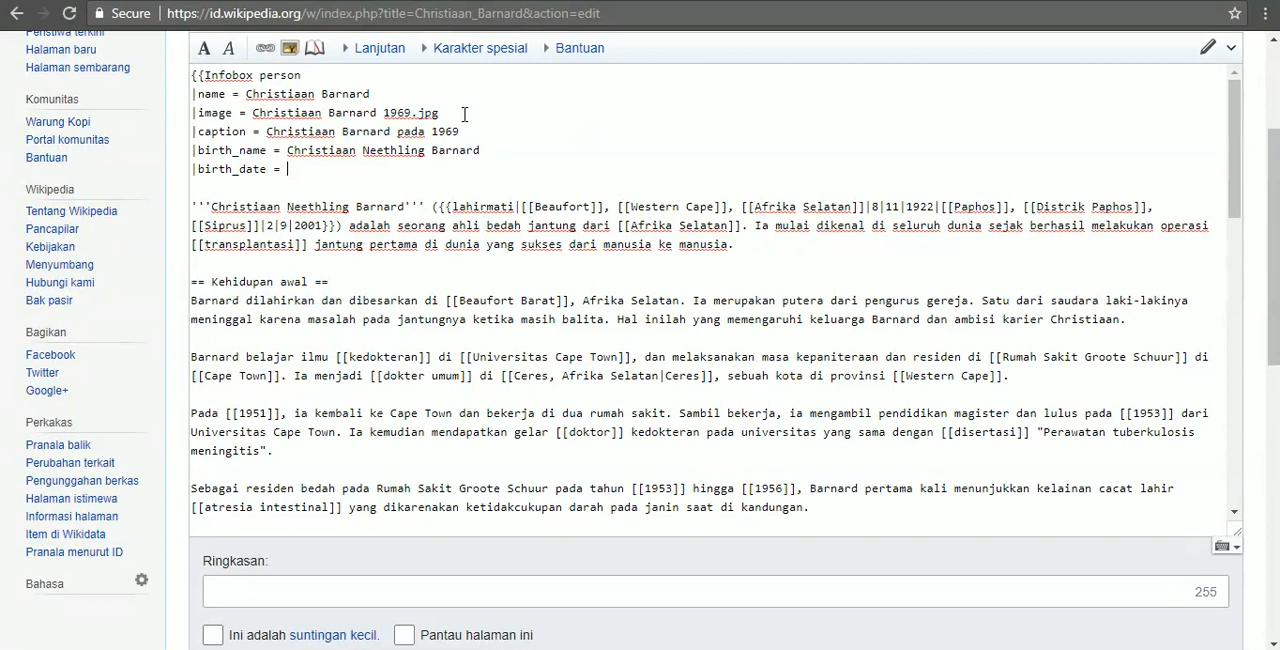 Secure | https://id.wikipedia.org/w/index.php?title=Christiaan_Barnard&action=edit
Peristiwa terkini
Halaman baru
Halaman sembarang
Komunitas
Warung Kopi
Portal komunitas
Bantuan
Wikipedia
Tentang Wikipedia
Pancapilar
Kebijakan
Menyumbang
Hubungi kami
Bak pasir
Bagikan
Facebook
Twitter
Google+
Perkakas
Pranala balik
Perubahan terkait
Pengunggahan berkas
Halaman istimewa
Informasi halaman
Item di Wikidata
Pranala menurut ID
Bahasa
A A Lanjutan Karakter spesial Bantuan
{{Infobox person
|name = Christiaan Barnard
|image = Christiaan Barnard 1969.jpg
|caption = Christiaan Barnard pada 1969
|birth_name = Christiaan Neethling Barnard
|birth_date =
'''Christiaan Neethling Barnard''' ({{lahirmati|[[Beaufort]], [[Western Cape]], [[Afrika Selatan]]|8|11|1922|[[Paphos]], [[Distrik Paphos]],
[[Siprus]]|2|9|2001}}) adalah seorang ahli bedah jantung dari [[Afrika Selatan]]. Ia mulai dikenal di seluruh dunia sejak berhasil melakukan operasi
[[transplantasi]] jantung pertama di dunia yang sukses dari manusia ke manusia.
== Kehidupan awal ==
Barnard dilahirkan dan dibesarkan di [[Beaufort Barat]], Afrika Selatan. Ia merupakan putera dari pengurus gereja. Satu dari saudara laki-lakinya
meninggal karena masalah pada jantungnya ketika masih balita. Hal inilah yang memengaruhi keluarga Barnard dan ambisi karier Christiaan.
Barnard belajar ilmu [[kedokteran]] di [[Universitas Cape Town]], dan melaksanakan masa kepaniteraan dan residen di [[Rumah Sakit Groote Schuur]] di
[[Cape Town]]. Ia menjadi [[dokter umum]] di [[Ceres, Afrika Selatan|Ceres]], sebuah kota di provinsi [[Western Cape]].
Pada [[1951]], ia kembali ke Cape Town dan bekerja di dua rumah sakit. Sambil bekerja, ia mengambil pendidikan magister dan lulus pada [[1953]] dari
Universitas Cape Town. Ia kemudian mendapatkan gelar [[doktor]] kedokteran pada universitas yang sama dengan [[disertasi]] "Perawatan tuberkulosis
meningitis".
Sebagai residen bedah pada Rumah Sakit Groote Schuur pada tahun [[1953]] hingga [[1956]], Barnard pertama kali menunjukkan kelainan cacat lahir
[[atresia intestinal]] yang dikarenakan ketidakcukupan darah pada janin saat di kandungan.
Ringkasan:
255
Ini adalah suntingan kecil. Pantau halaman ini